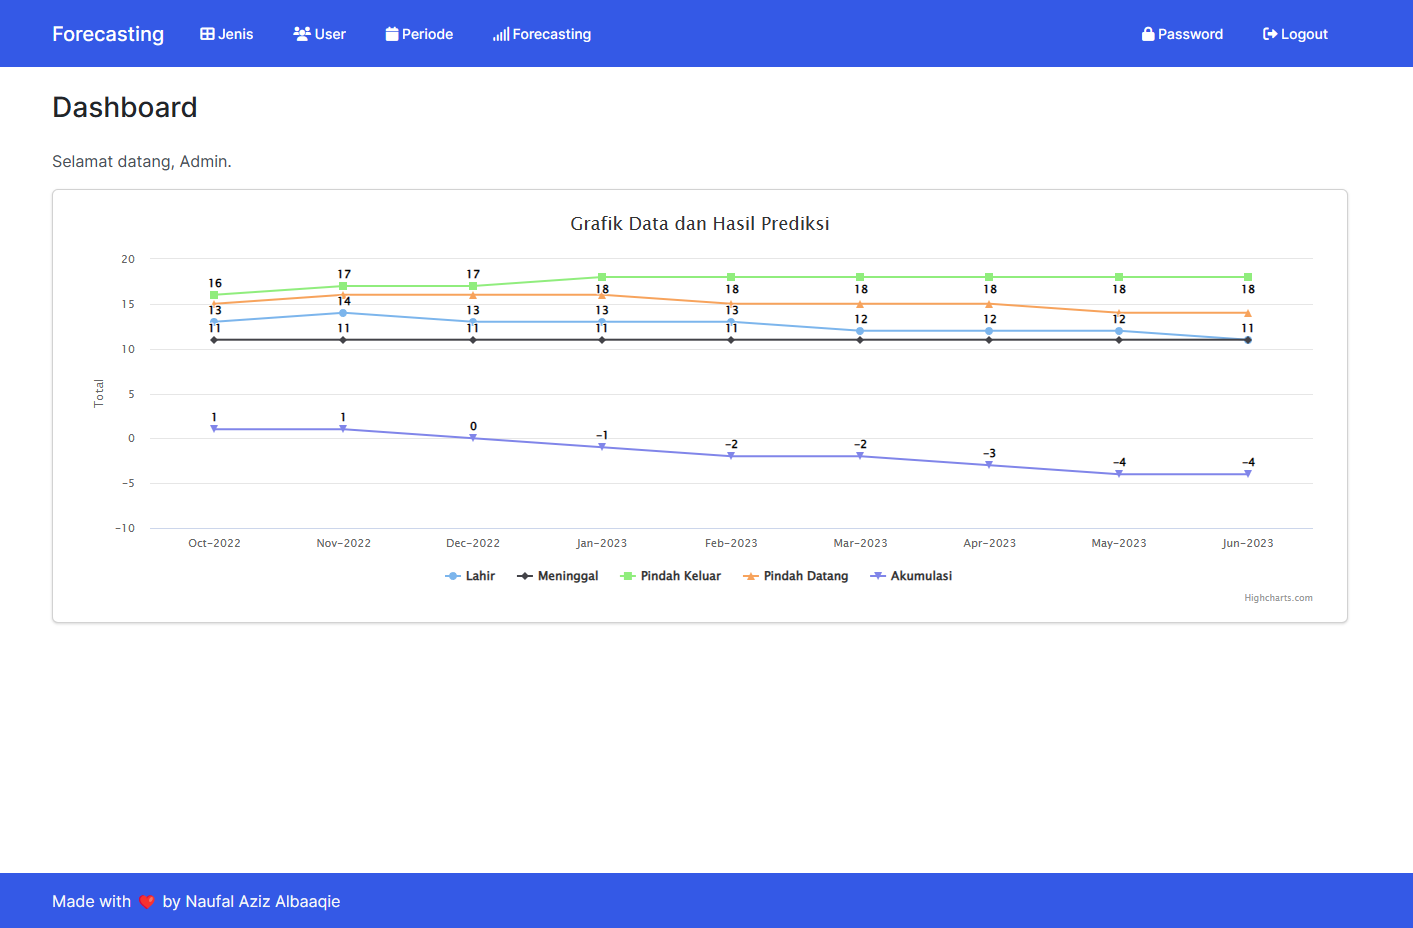 Forecasting Jenis User Periode Forecasting Password Logout
Dashboard
Selamat datang, Admin.
Grafik Data dan Hasil Prediksi
Total
20
15
10
5
0
−5
−10
16 17 17 18 18 18 18 18 18
13 14 13 13 13 12 12 12 11
11 11 11 11 11
1 1 0 −1 −2 −2 −3 −4 −4
Oct-2022 Nov-2022 Dec-2022 Jan-2023 Feb-2023 Mar-2023 Apr-2023 May-2023 Jun-2023
Lahir Meninggal Pindah Keluar Pindah Datang Akumulasi
Highcharts.com
Made with ❤️ by Naufal Aziz Albaaqie